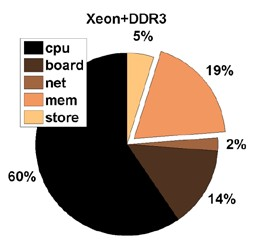 Xeon+DDR3
5%
cpu
board
net
mem
store
19%
2%
60%
14%